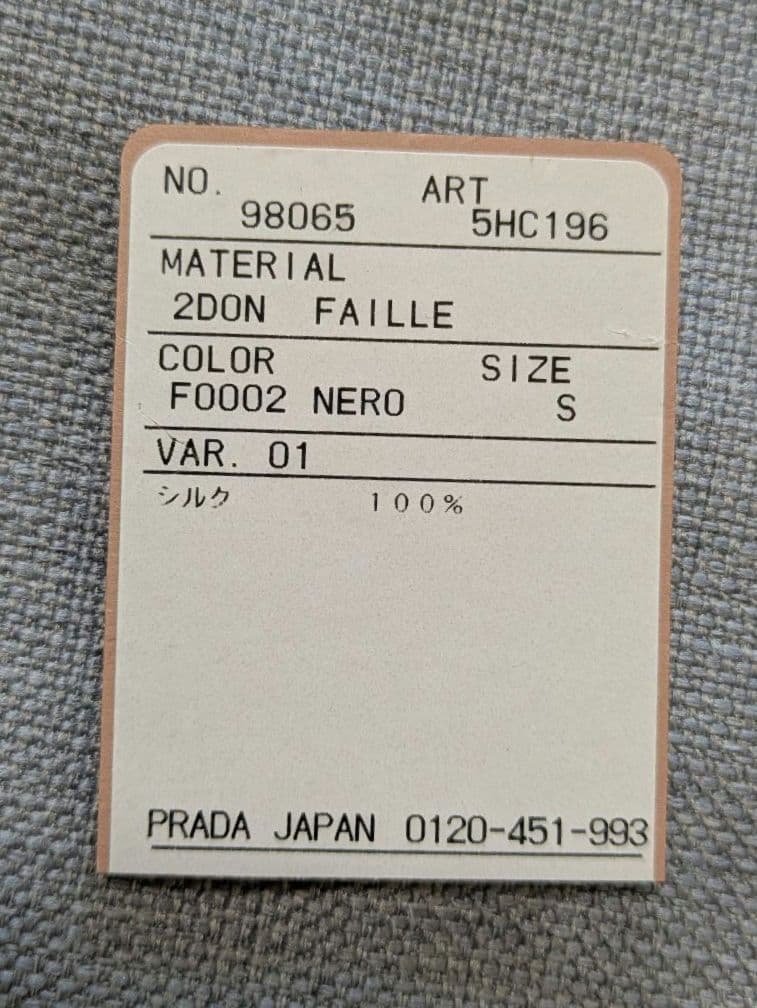 NO. ART
98065 5HC196
MATERIAL
2DON FAILLE
COLOR SIZE
F0002 NERO S
VAR. 01
シルク 100%
PRADA JAPAN 0120-451-993